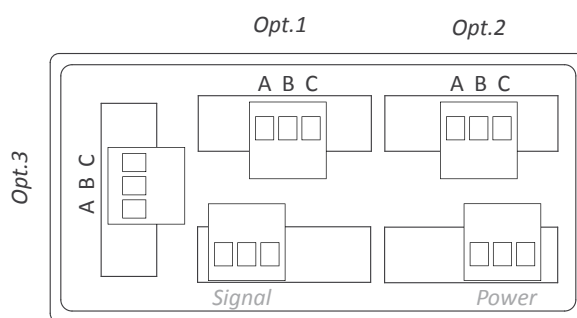 Opt.1 Opt.2
A B C A B C
Opt.3
A B C
Signal Power